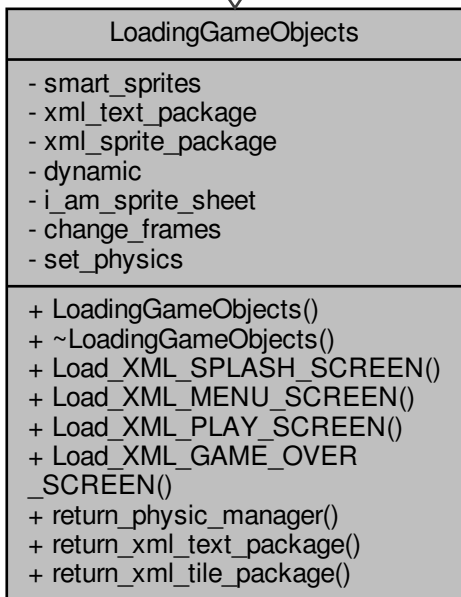 LoadingGameObjects
- smart_sprites
- xml_text_package
- xml_sprite_package
- dynamic
- i_am_sprite_sheet
- change_frames
- set_physics
+ LoadingGameObjects()
+ ~LoadingGameObjects()
+ Load_XML_SPLASH_SCREEN()
+ Load_XML_MENU_SCREEN()
+ Load_XML_PLAY_SCREEN()
+ Load_XML_GAME_OVER
_SCREEN()
+ return_physic_manager()
+ return_xml_text_package()
+ return_xml_tile_package()